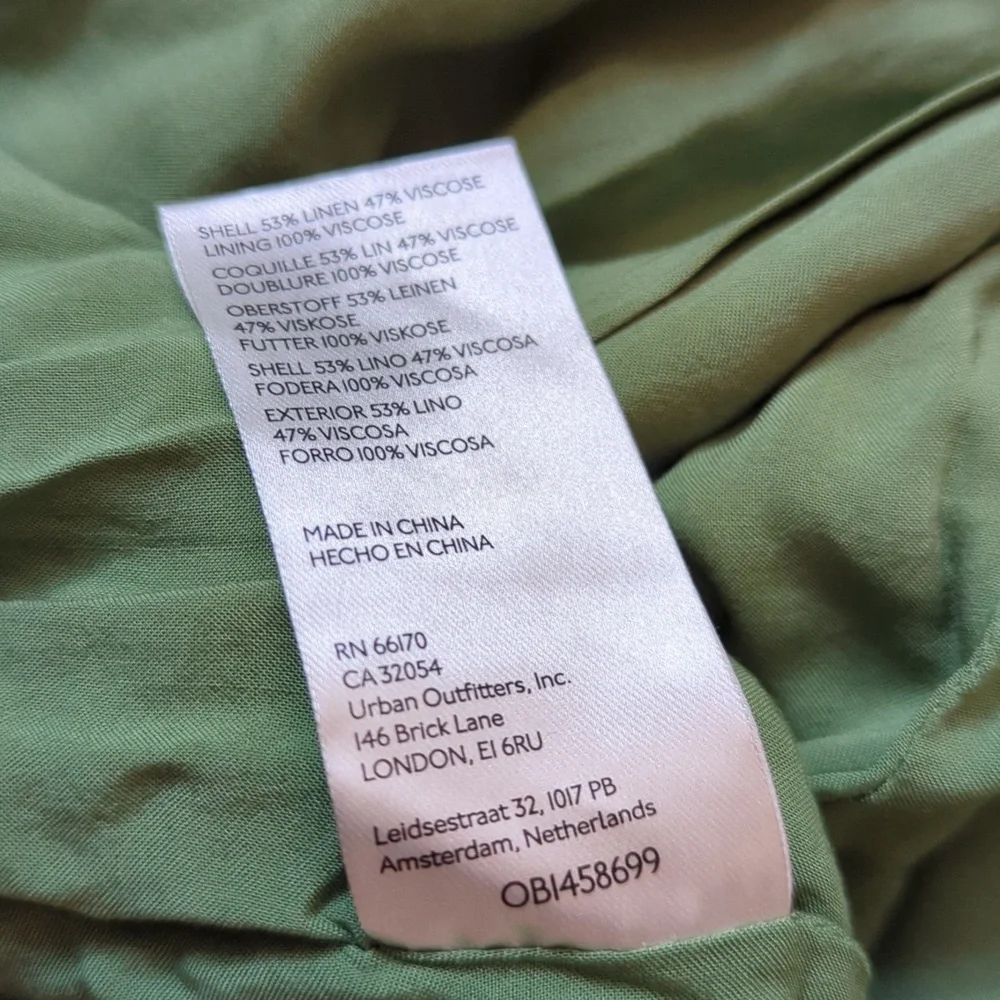 SHELL 53% LINEN 47% VISCOSE
LINING 100% VISCOSE
COQUILLE 53% LIN 47% VISCOSE
DOUBLURE 100% VISCOSE
OBERSTOFF 53% LEINEN
47% VISKOSE
FUTTER 100% VISKOSE
SHELL 53% LINO 47% VISCOSA
FODERA 100% VISCOSA
EXTERIOR 53% LINO
47% VISCOSA
FORRO 100% VISCOSA
MADE IN CHINA
HECHO EN CHINA
RN 66170
CA 32054
Urban Outfitters, Inc.
146 Brick Lane
LONDON, E1 6RU
Leidsestraat 32, 1017 PB
Amsterdam, Netherlands
OB1458699